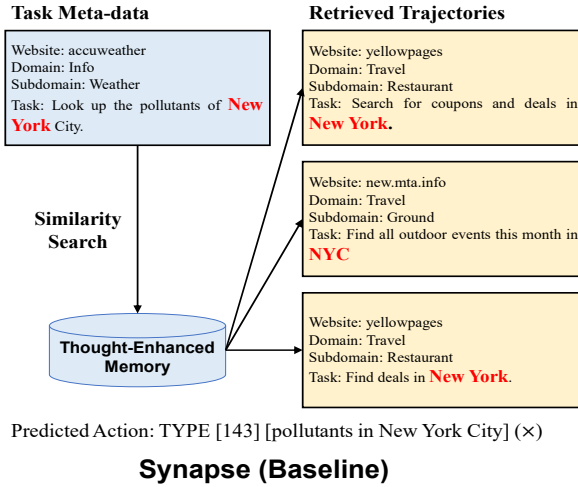 Task Meta-data
Website: accuweather
Domain: Info
Subdomain: Weather
Task: Look up the pollutants of New
York City.
Similarity
Search
Thought-Enhanced
Memory
Retrieved Trajectories
Website: yellowpages
Domain: Travel
Subdomain: Restaurant
Task: Search for coupons and deals in
New York.
Website: new.mta.info
Domain: Travel
Subdomain: Ground
Task: Find all outdoor events this month in
NYC
Website: yellowpages
Domain: Travel
Subdomain: Restaurant
Task: Find deals in New York.
Predicted Action: TYPE [143] [pollutants in New York City] (×)
Synapse (Baseline)